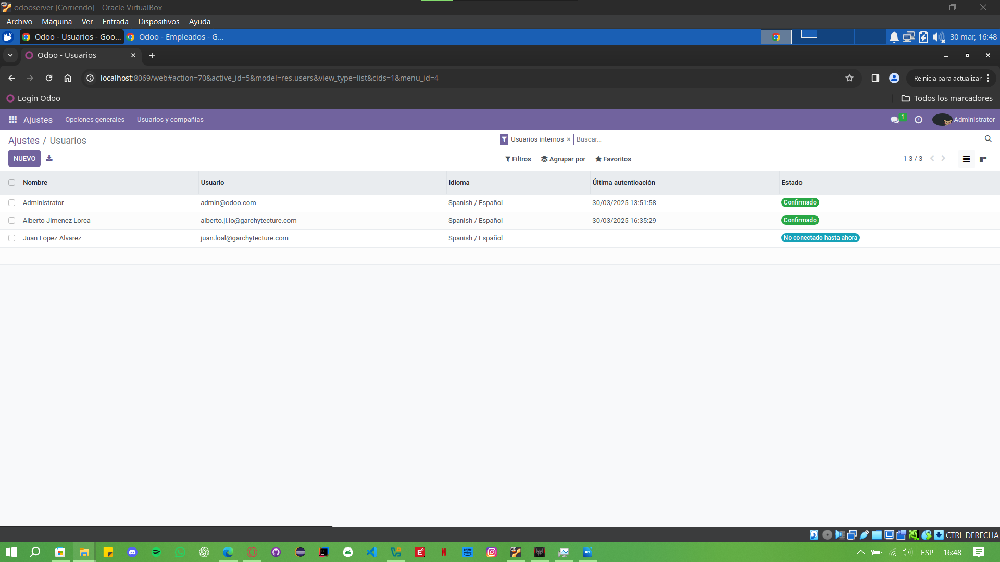 odooserver [Corriendo] - Oracle VirtualBox
Archivo Máquina Ver Entrada Dispositivos Ayuda
Odoo - Usuarios - Goo... Odoo - Empleados - G... 30 mar, 16:48
Odoo - Usuarios
localhost:8069/web#action=70&active_id=5&model=res.users&view_type=list&cids=1&menu_id=4 Reinicia para actualizar
Login Odoo Todos los marcadores
Ajustes Opciones generales Usuarios y compañías 1 Administrator
Ajustes / Usuarios Usuarios internos × Buscar...
NUEVO Filtros Agrupar por Favoritos 1-3 / 3
Nombre Usuario Idioma Última autenticación Estado
Administrator admin@odoo.com Spanish / Español 30/03/2025 13:51:58 Confirmado
Alberto Jimenez Lorca alberto.ji.lo@garchytecture.com Spanish / Español 30/03/2025 16:35:29 Confirmado
Juan Lopez Alvarez juan.loal@garchytecture.com Spanish / Español No conectado hasta ahora
CTRL DERECHA
ESP 16:48